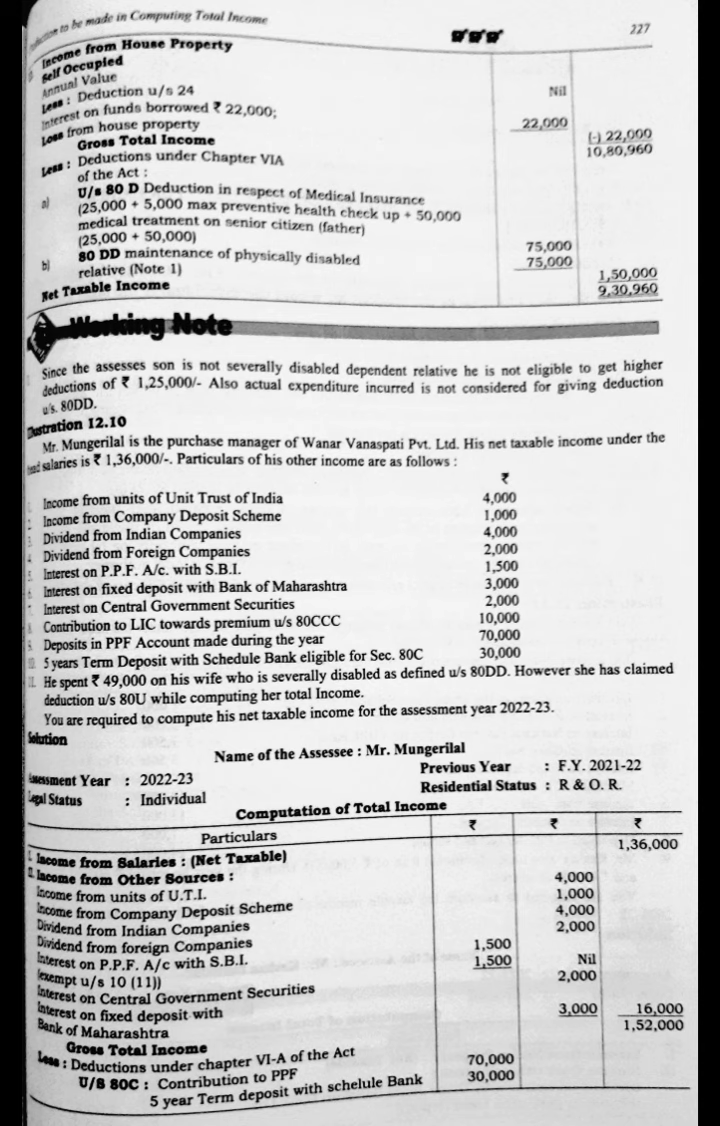 to be made in Computing Total Income
227
Income from House Property
Self Occupied
Annual Value Nil
Less : Deduction u/s 24
Interest on funds borrowed ₹ 22,000; 22,000
Loss from house property (-) 22,000
Gross Total Income 10,80,960
Less : Deductions under Chapter VIA
of the Act :
a) U/s 80 D Deduction in respect of Medical Insurance
(25,000 + 5,000 max preventive health check up + 50,000
medical treatment on senior citizen (father)
(25,000 + 50,000) 75,000
b) 80 DD maintenance of physically disabled 75,000
relative (Note 1) 1,50,000
Net Taxable Income 9,30,960
Working Note
Since the assesses son is not severally disabled dependent relative he is not eligible to get higher
deductions of ₹ 1,25,000/- Also actual expenditure incurred is not considered for giving deduction
u/s. 80DD.
Illustration 12.10
Mr. Mungerilal is the purchase manager of Wanar Vanaspati Pvt. Ltd. His net taxable income under the
head salaries is ₹ 1,36,000/-. Particulars of his other income are as follows :
₹
Income from units of Unit Trust of India 4,000
2 Income from Company Deposit Scheme 1,000
3 Dividend from Indian Companies 4,000
4 Dividend from Foreign Companies 2,000
5. Interest on P.P.F. A/c. with S.B.I. 1,500
6. Interest on fixed deposit with Bank of Maharashtra 3,000
Interest on Central Government Securities 2,000
Contribution to LIC towards premium u/s 80CCC 10,000
Deposits in PPF Account made during the year 70,000
10. 5 years Term Deposit with Schedule Bank eligible for Sec. 80C 30,000
11. He spent ₹ 49,000 on his wife who is severally disabled as defined u/s 80DD. However she has claimed
deduction u/s 80U while computing her total Income.
You are required to compute his net taxable income for the assessment year 2022-23.
Solution
Name of the Assessee : Mr. Mungerilal
Assessment Year : 2022-23 Previous Year : F.Y. 2021-22
Legal Status : Individual Residential Status : R & O. R.
Computation of Total Income
Particulars ₹ ₹ ₹
I. Income from Salaries : (Net Taxable) 1,36,000
II. Income from Other Sources :
Income from units of U.T.I. 4,000
Income from Company Deposit Scheme 1,000
Dividend from Indian Companies 4,000
Dividend from foreign Companies 2,000
Interest on P.P.F. A/c with S.B.I. 1,500
(exempt u/s 10 (11)) 1,500 Nil
Interest on Central Government Securities 2,000
Interest on fixed deposit with
Bank of Maharashtra 3,000 16,000
Gross Total Income 1,52,000
Less : Deductions under chapter VI-A of the Act
U/S 80C : Contribution to PPF 70,000
5 year Term deposit with schelule Bank 30,000